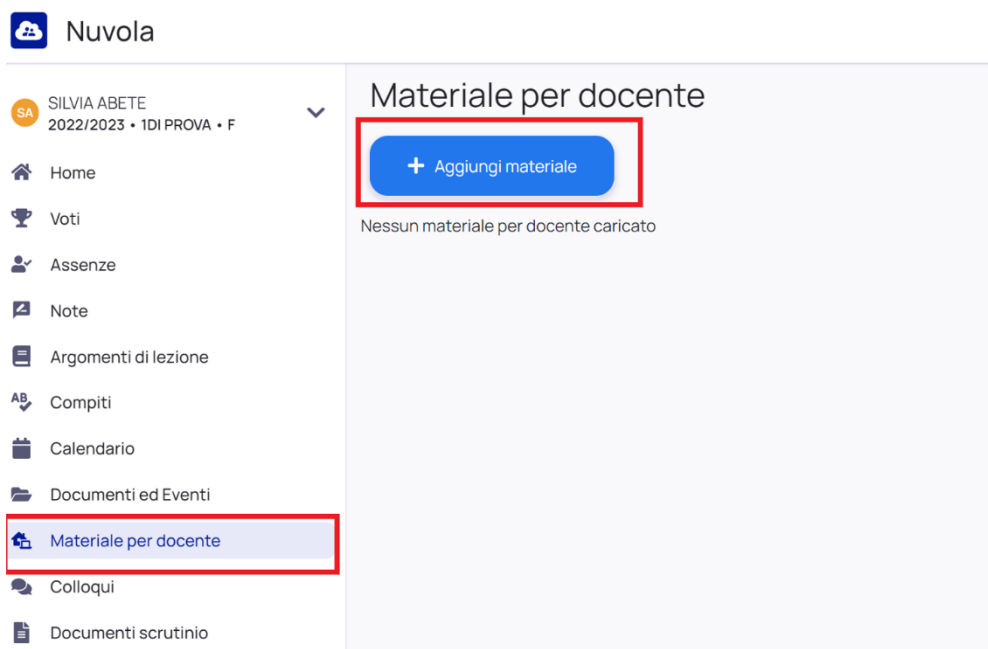 Nuvola
SA
SILVIA ABETE
2022/2023 • 1DI PROVA • F
Home
Voti
Assenze
Note
Argomenti di lezione
AB
Compiti
Calendario
Documenti ed Eventi
Materiale per docente
Colloqui
Documenti scrutinio
Materiale per docente
+ Aggiungi materiale
Nessun materiale per docente caricato